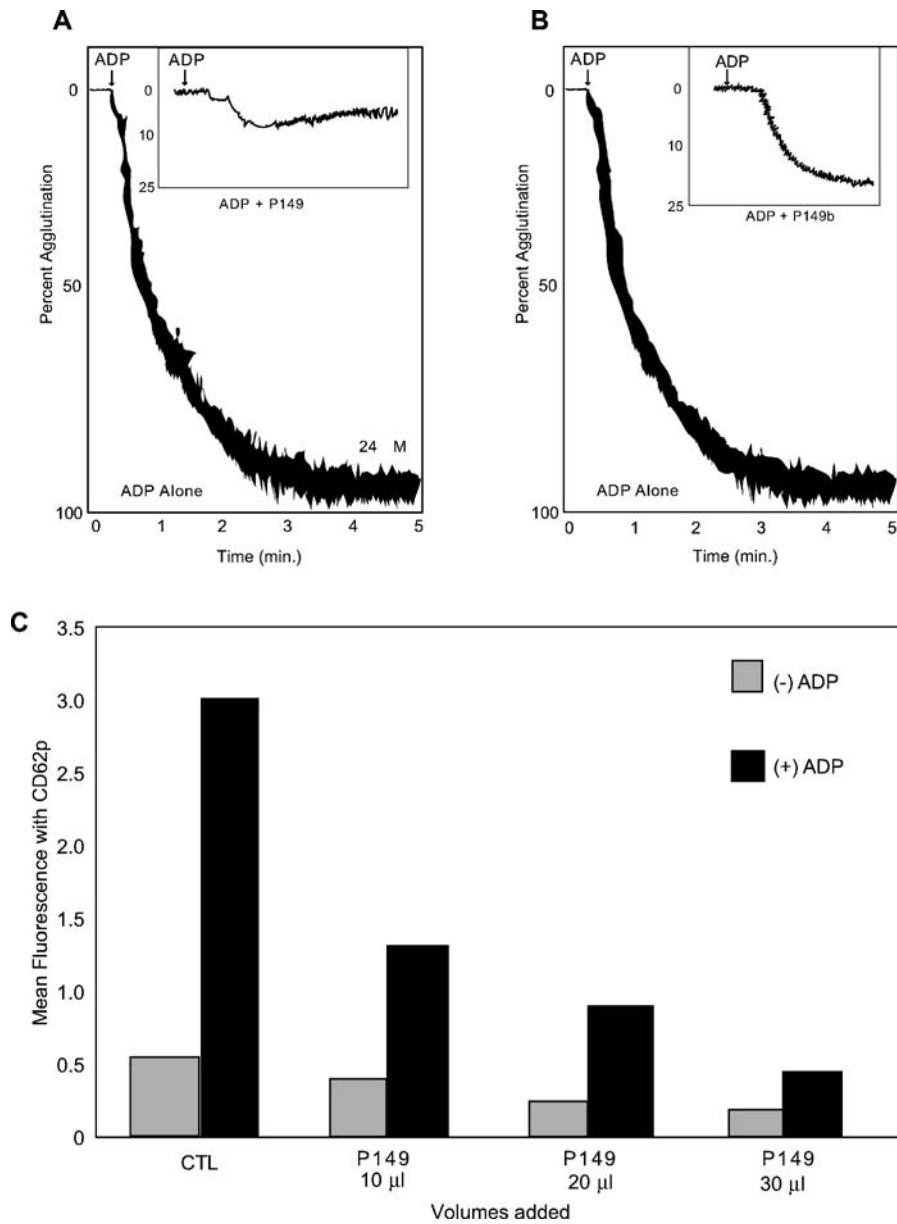 A
ADP
ADP
0
0
10
25
ADP + P149
Percent Agglutination
50
24 M
ADP Alone
100
0 1 2 3 4 5
Time (min.)
B
ADP
ADP
0
0
10
25
ADP + P149b
Percent Agglutination
50
ADP Alone
100
0 1 2 3 4 5
Time (min.)
C
3.5
3.0
2.5
2.0
1.5
1.0
0.5
0
Mean Fluorescence with CD62p
(-) ADP
(+) ADP
CTL
P149
10 µl
P149
20 µl
P149
30 µl
Volumes added